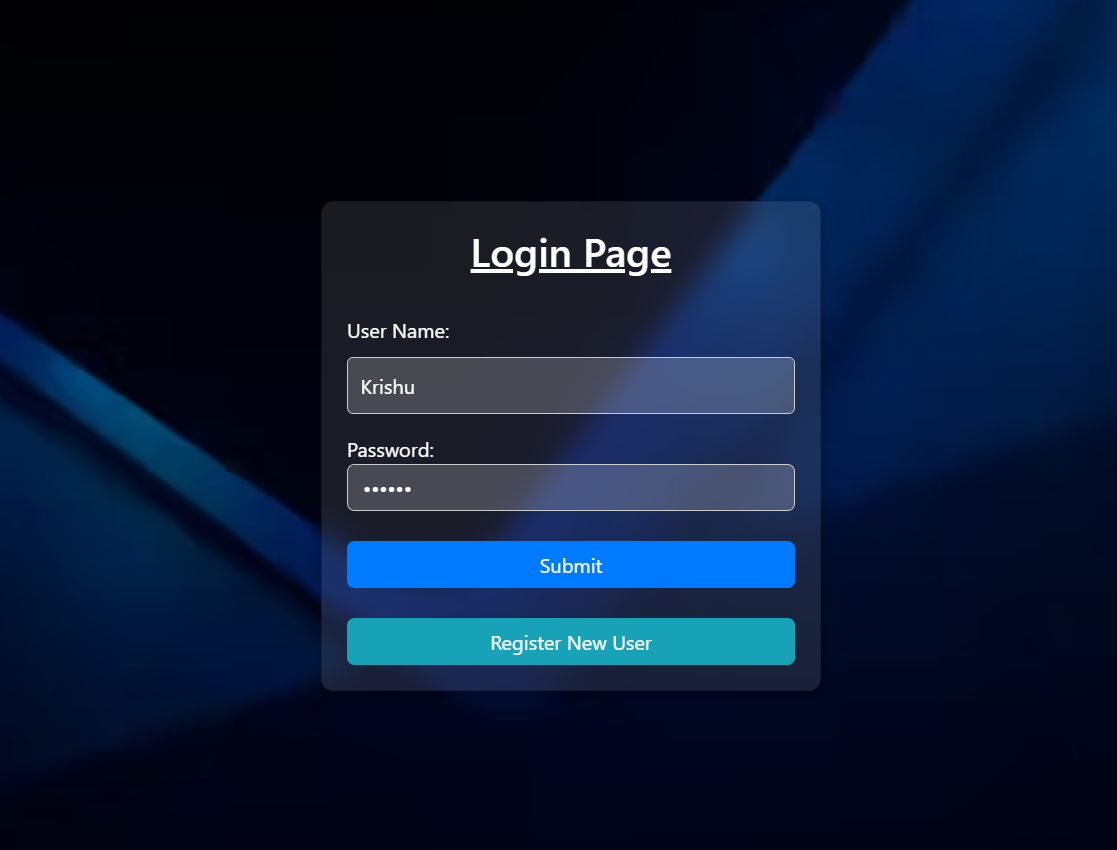 Login Page
User Name:
Krishu
Password:
••••••
Submit
Register New User